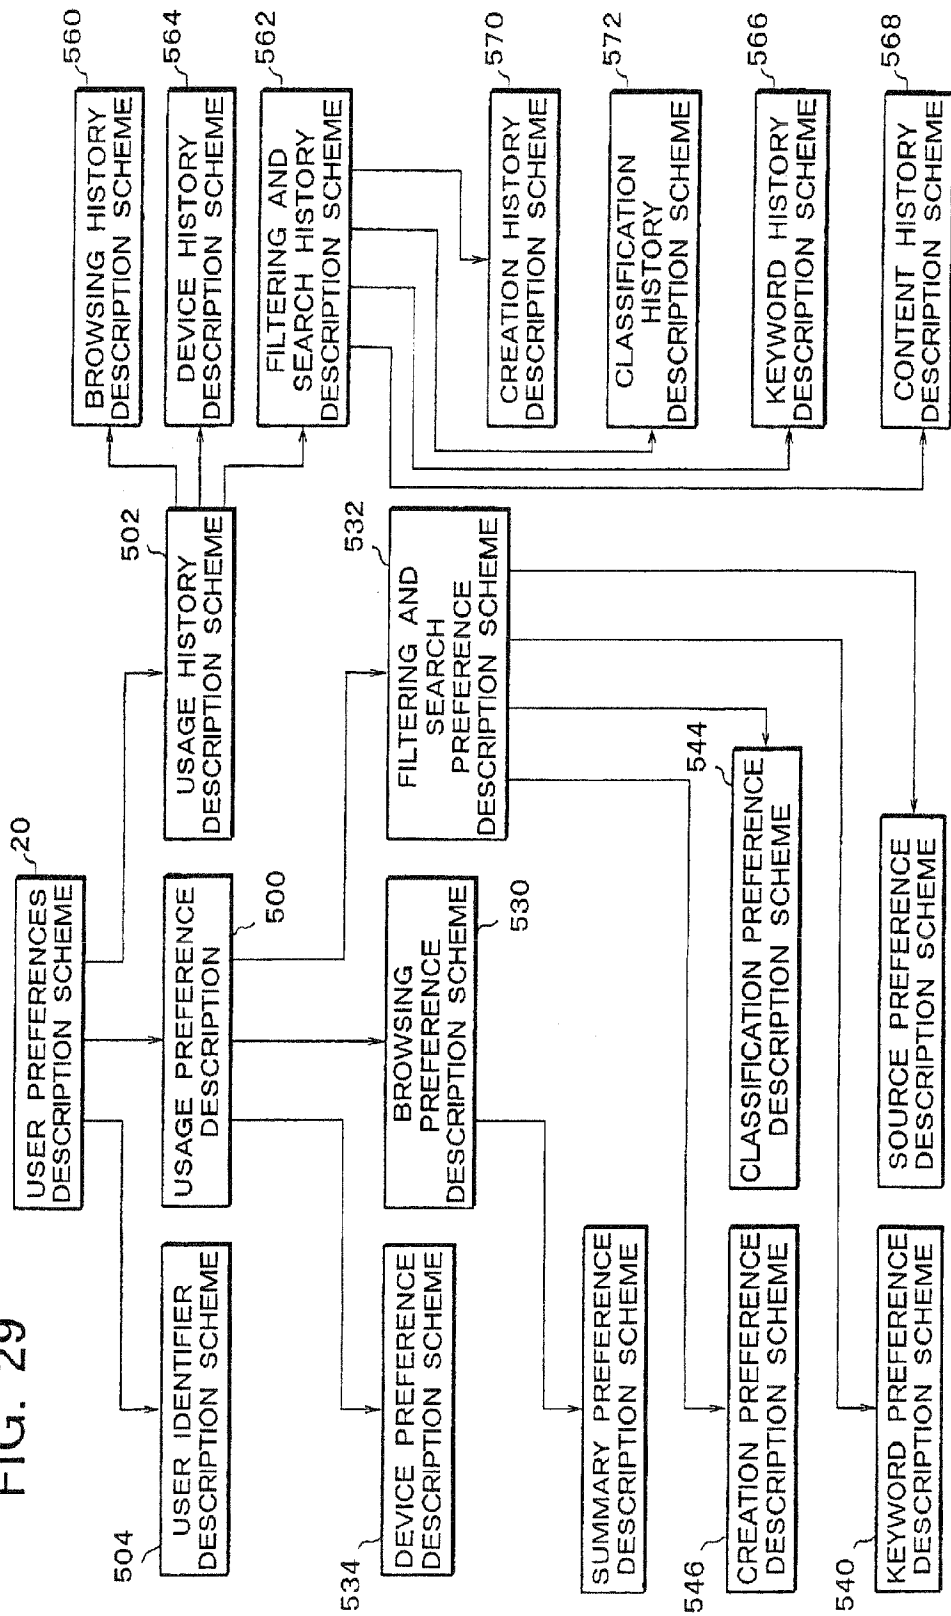 FIG. 29
USER PREFERENCES
DESCRIPTION SCHEME
20
504
USER IDENTIFIER
DESCRIPTION SCHEME
USAGE PREFERENCE
DESCRIPTION
500
502
USAGE HISTORY
DESCRIPTION SCHEME
560
BROWSING HISTORY
DESCRIPTION SCHEME
564
DEVICE HISTORY
DESCRIPTION SCHEME
562
FILTERING AND
SEARCH HISTORY
DESCRIPTION SCHEME
534
DEVICE PREFERENCE
DESCRIPTION SCHEME
BROWSING
PREFERENCE
DESCRIPTION SCHEME
530
532
FILTERING AND
SEARCH
PREFERENCE
DESCRIPTION SCHEME
570
CREATION HISTORY
DESCRIPTION SCHEME
572
CLASSIFICATION
HISTORY
DESCRIPTION SCHEME
566
KEYWORD HISTORY
DESCRIPTION SCHEME
568
CONTENT HISTORY
DESCRIPTION SCHEME
SUMMARY PREFERENCE
DESCRIPTION SCHEME
546
CREATION PREFERENCE
DESCRIPTION SCHEME
544
CLASSIFICATION PREFERENCE
DESCRIPTION SCHEME
540
KEYWORD PREFERENCE
DESCRIPTION SCHEME
SOURCE PREFERENCE
DESCRIPTION SCHEME